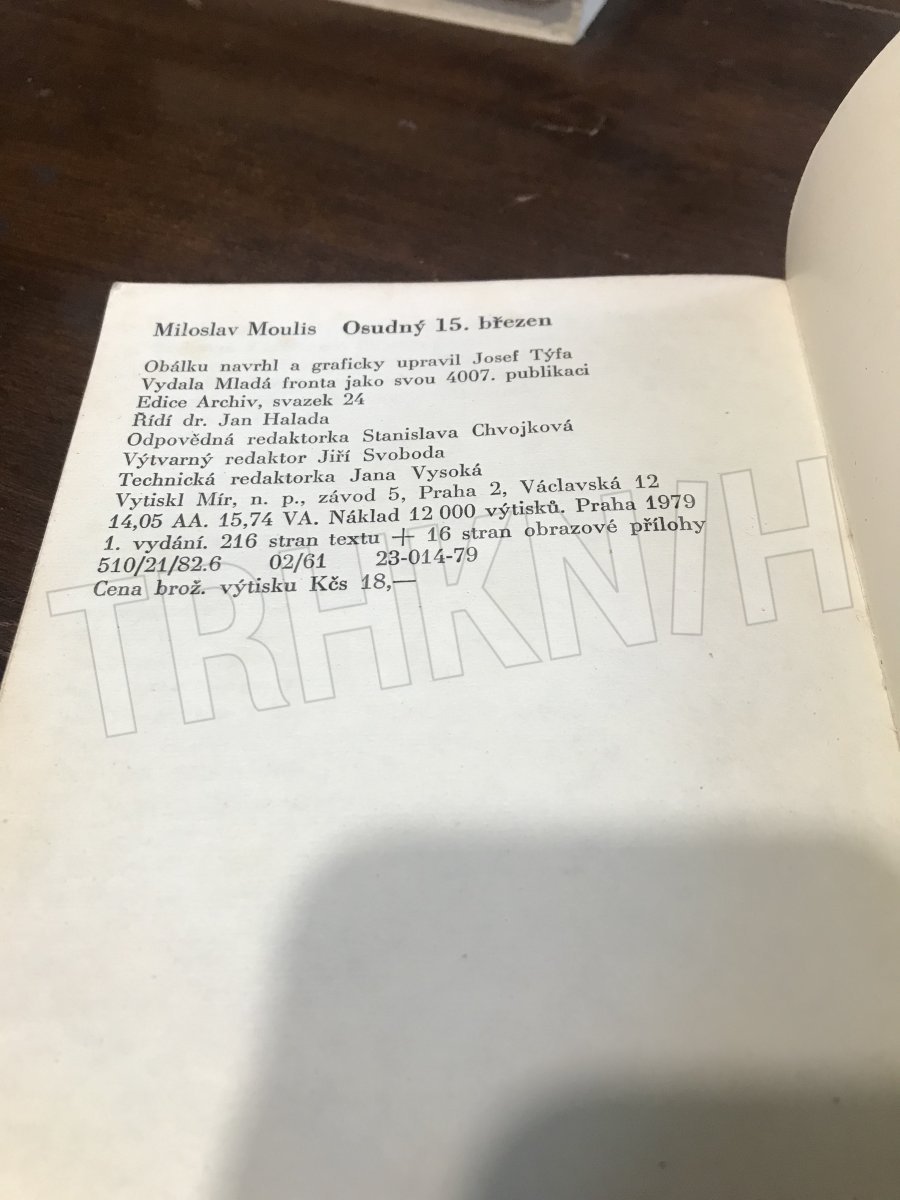 Miloslav Moulis Osudný 15. březen
Obálku navrhl a graficky upravil Josef Týfa
Vydala Mladá fronta jako svou 4007. publikaci
Edice Archiv, svazek 24
Řídí dr. Jan Halada
Odpovědná redaktorka Stanislava Chvojková
Výtvarný redaktor Jiří Svoboda
Technická redaktorka Jana Vysoká
Vytiskl Mír, n. p., závod 5, Praha 2, Václavská 12
14,05 AA. 15,74 VA. Náklad 12 000 výtisků. Praha 1979
1. vydání. 216 stran textu + 16 stran obrazové přílohy
510/21/82.6 02/61 23-014-79
Cena brož. výtisku Kčs 18,—
TRHKNIH